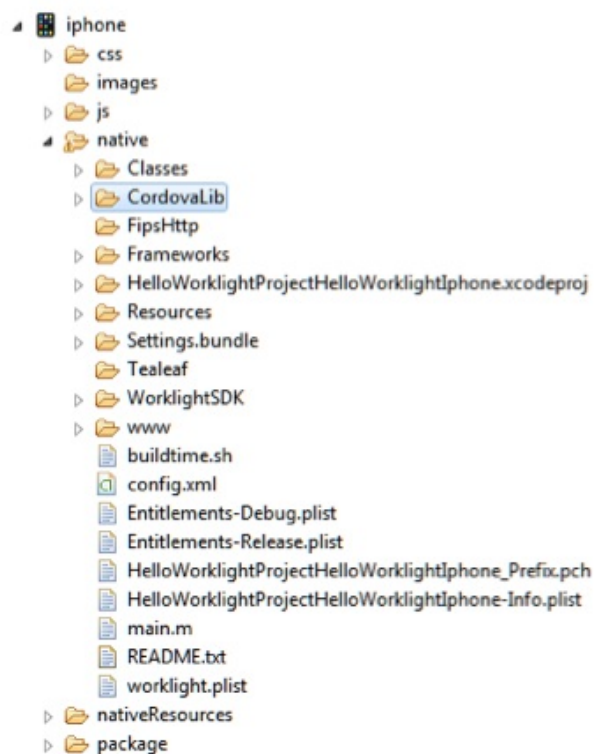 iphone
css
images
js
native
Classes
CordovaLib
FipsHttp
Frameworks
HelloWorklightProjectHelloWorklightIphone.xcodeproj
Resources
Settings.bundle
Tealeaf
WorklightSDK
www
buildtime.sh
config.xml
Entitlements-Debug.plist
Entitlements-Release.plist
HelloWorklightProjectHelloWorklightIphone_Prefix.pch
HelloWorklightProjectHelloWorklightIphone-Info.plist
main.m
README.txt
worklight.plist
nativeResources
package